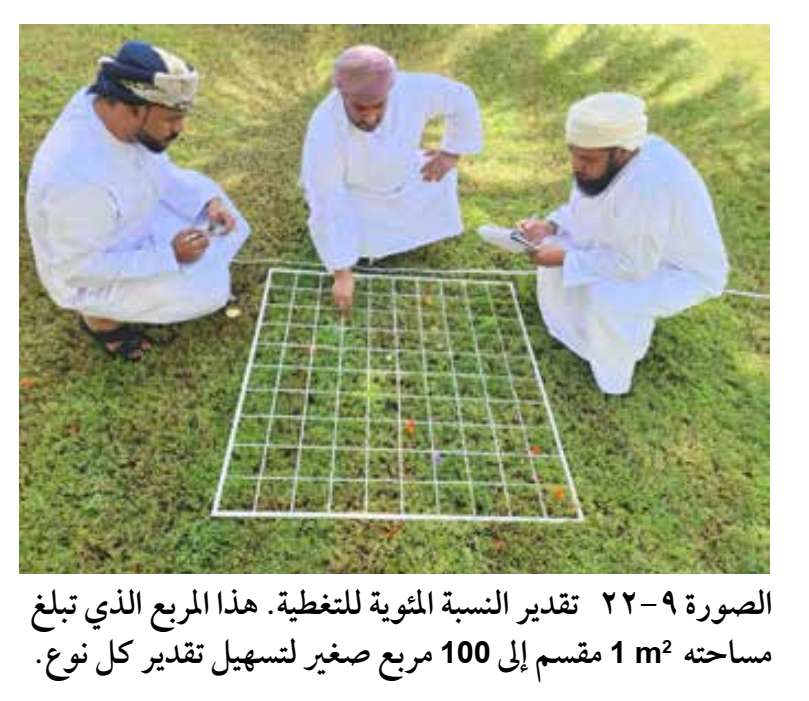 الصورة ٩-٢٢ تقدير النسبة المئوية للتغطية. هذا المربع الذي تبلغ
مساحته 1 m² مقسم إلى 100 مربع صغير لتسهيل تقدير كل نوع.